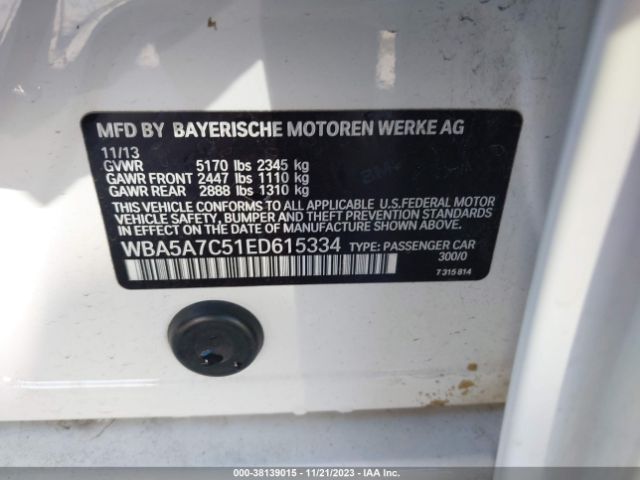 MFD BY BAYERISCHE MOTOREN WERKE AG
11/13
GVWR 5170 lbs 2345 kg
GAWR FRONT 2447 lbs 1110 kg
GAWR REAR 2888 lbs 1310 kg
THIS VEHICLE CONFORMS TO ALL APPLICABLE U.S.FEDERAL MOTOR
VEHICLE SAFETY, BUMPER AND THEFT PREVENTION STANDARDS
IN EFFECT ON THE DATE OF MANUFACTURE SHOWN ABOVE.
WBA5A7C51ED615334 TYPE: PASSENGER CAR
300/0
7 315 814
000-38139015 - 11/21/2023 - IAA Inc.